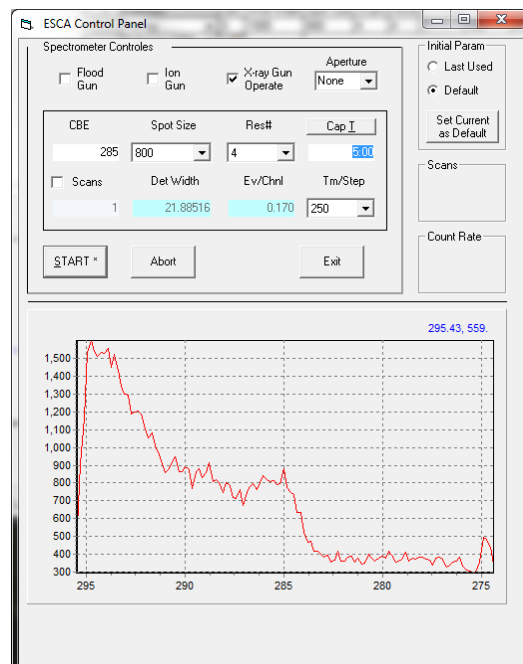 ESCA Control Panel
Spectrometer Controles
Flood Gun
Ion Gun
X-ray Gun Operate
Aperture
None
CBE
Spot Size
Res#
Cap T
285
800
4
5:00
Scans
Det Width
Ev/Chnl
Tm/Step
1
21.88516
0.170
250
START *
Abort
Exit
Initial Param
Last Used
Default
Set Current as Default
Scans
Count Rate
295.43, 559.
1,500
1,400
1,300
1,200
1,100
1,000
900
800
700
600
500
400
300
295
290
285
280
275